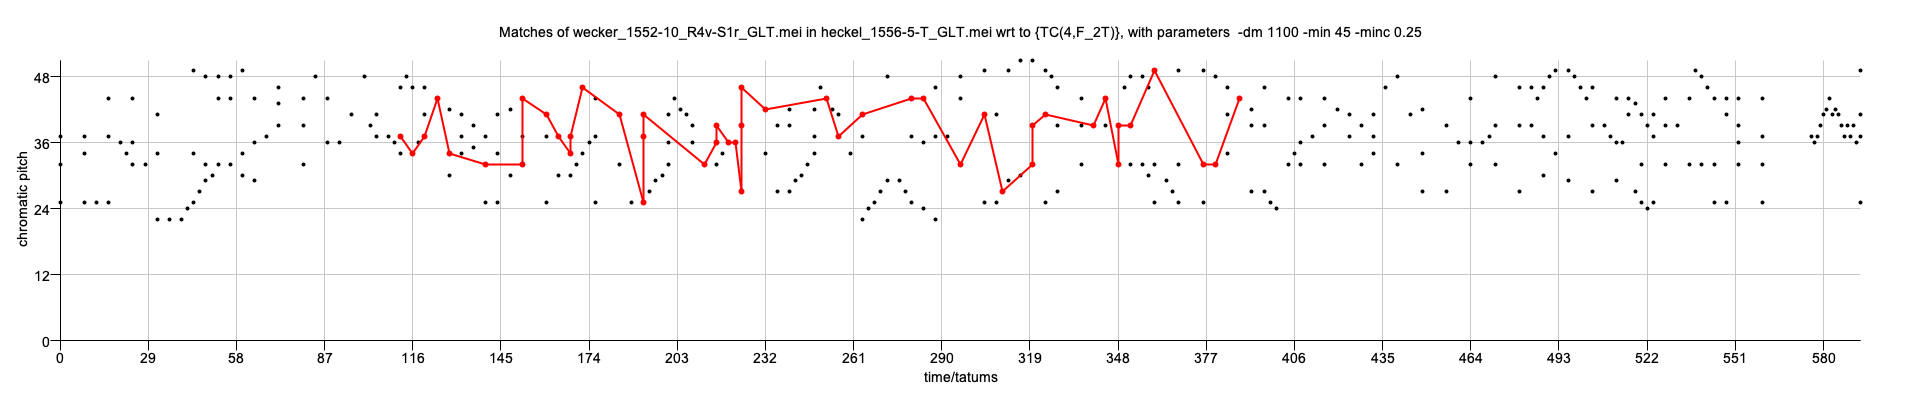 Matches of wecker_1552-10_R4v-S1r_GLT.mei in heckel_1556-5-T_GLT.mei wrt to {TC(4,F_2T)}, with parameters  -dm 1100 -min 45 -minc 0.25
chromatic pitch
48
36
24
12
0
0 29 58 87 116 145 174 203 232 261 290 319 348 377 406 435 464 493 522 551 580
time/tatums